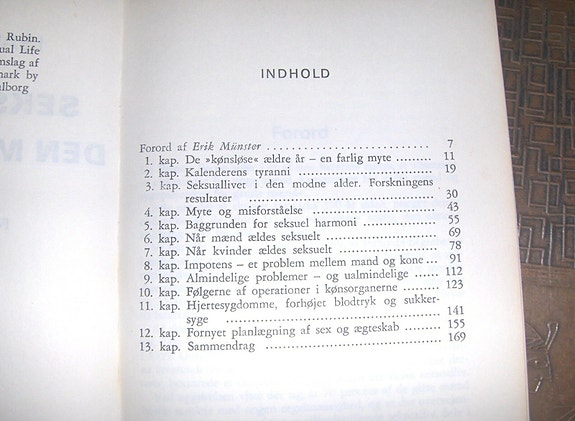 Rubin.
ual Life
mslag af
mark by
lborg
SEKS
DEN M
INDHOLD
Forord
Forord af Erik Münster ............................ 7
1. kap. De »kønsløse« ældre år – en farlig myte ......... 11
2. kap. Kalenderens tyranni ........................ 19
3. kap. Seksuallivet i den modne alder. Forskningens
resultater .................................... 30
4. kap. Myte og misforståelse ...................... 43
5. kap. Baggrunden for seksuel harmoni .............. 55
6. kap. Når mænd ældes seksuelt .................... 69
7. kap. Når kvinder ældes seksuelt .................. 78
8. kap. Impotens – et problem mellem mand og kone ... 91
9. kap. Almindelige problemer – og ualmindelige ...... 112
10. kap. Følgerne af operationer i kønsorganerne ...... 123
11. kap. Hjertesygdomme, forhøjet blodtryk og sukker-
syge .................................... 141
12. kap. Fornyet planlægning af sex og ægteskab ...... 155
13. kap. Sammendrag .............................. 169